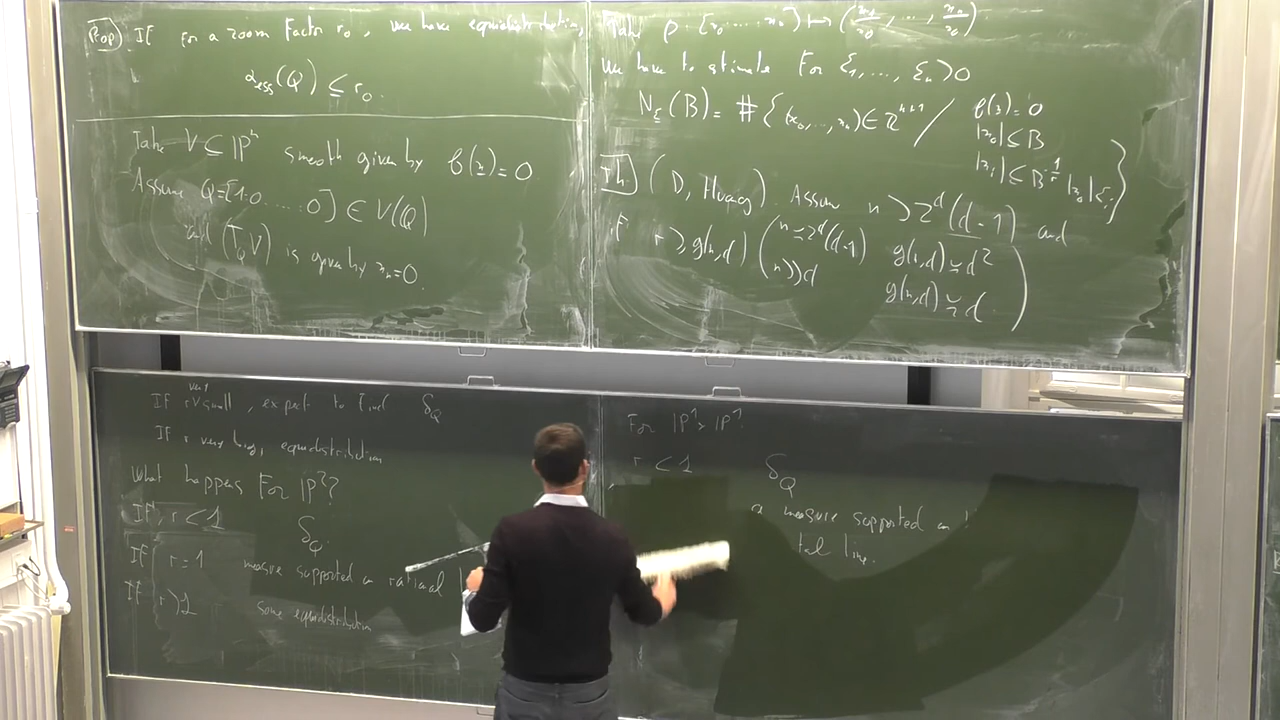 Prop. If for a zoom factor r₀, we have equidistribution,
α_ess(Q) ≤ r₀.
Take V ⊆ ℙⁿ smooth given by f(x) = 0
Assume Q = [1:0.....0] ∈ V(ℚ)
and (T_Q V) is given by x_n = 0.
Take ρ: [x₀:...:x_n] ↦ (x₁/x₀, ..., x_n/x₀)
We have to estimate For ε₁, ..., ε_n > 0
N_ε(B) = # { (x₀, ..., x_n) ∈ ℤⁿ⁺¹ / f(x) = 0
|x₀| ≤ B
|x_i| ≤ B^{-1/r} |x₀| ε_i }
Th (D, Huang). Assume n > 2^d (d-1) and
if r > g(n,d) ( n ≍ 2^d (d-1) g(n,d) ≍ d²
n >> d g(n,d) ≍ d )
If r very small, expect to find δ_Q
If r very big, equidistribution
What happens For ℙ²?
If r < 1 δ_Q.
If r = 1 measure supported on rational
If r > 1 some equidistribution
For ℙ¹ × ℙ¹.
r < 1 δ_Q
a measure supported on